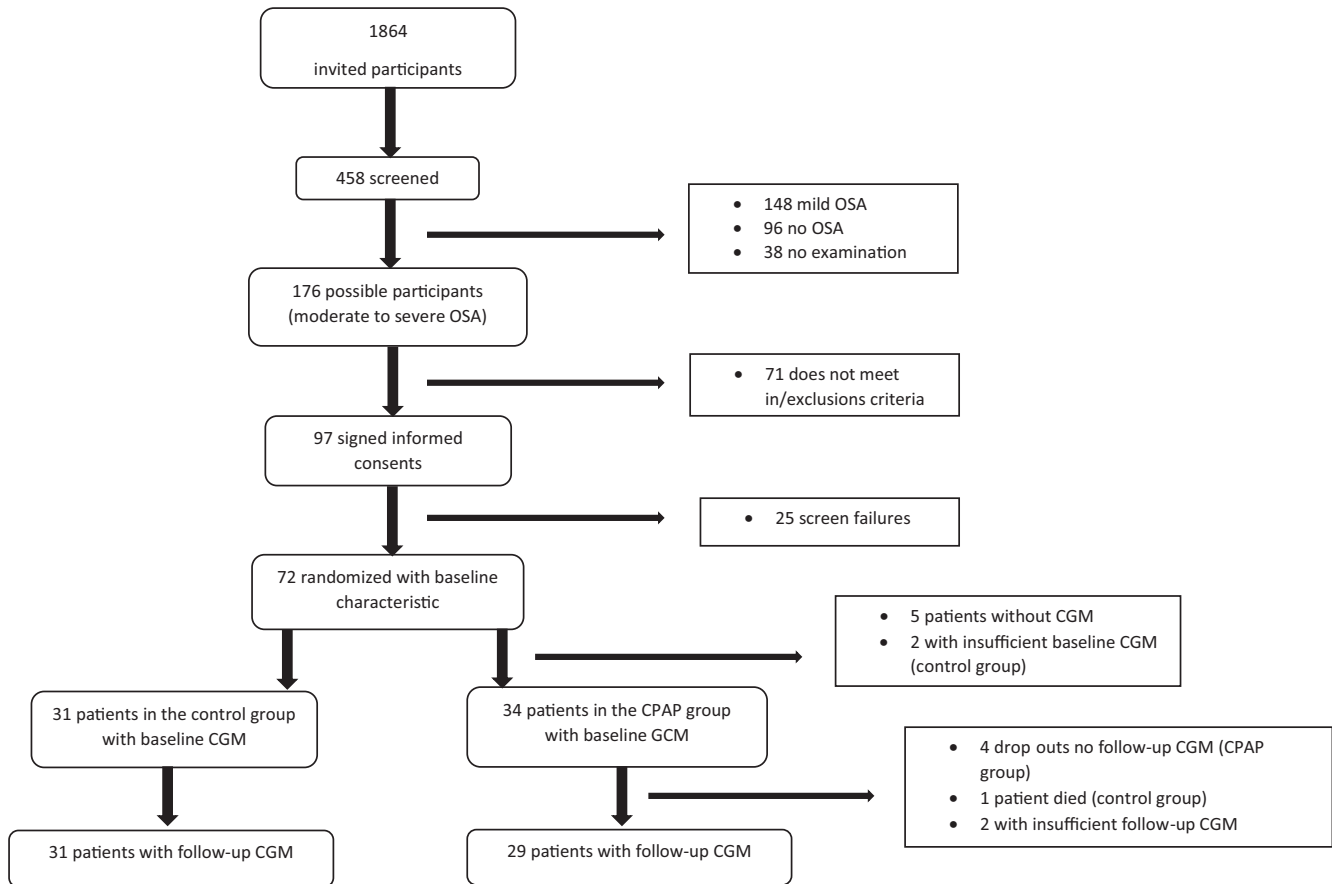 1864
invited participants
458 screened
• 148 mild OSA
• 96 no OSA
• 38 no examination
176 possible participants
(moderate to severe OSA)
• 71 does not meet
in/exclusions criteria
97 signed informed
consents
• 25 screen failures
72 randomized with baseline
characteristic
• 5 patients without CGM
• 2 with insufficient baseline CGM
(control group)
31 patients in the control group
with baseline CGM
34 patients in the CPAP group
with baseline GCM
• 4 drop outs no follow-up CGM (CPAP
group)
• 1 patient died (control group)
• 2 with insufficient follow-up CGM
31 patients with follow-up CGM
29 patients with follow-up CGM